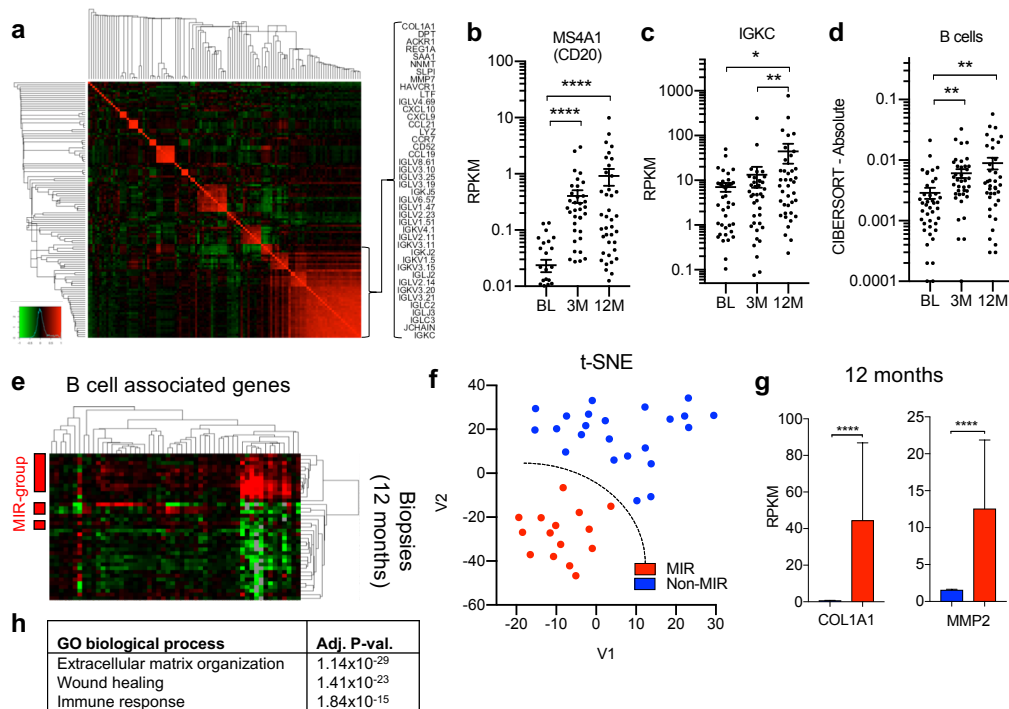 a
COL1A1
DPT
ACKR1
REG1A
SAA1
NNMT
SLPI
MMP7
HAVCR1
LTF
IGLV4.69
CXCL10
CXCL9
CCL21
LYZ
CCR7
CD52
CCL19
IGLV8.61
IGLV3.10
IGLV3.25
IGLV3.19
IGKJ5
IGLV6.57
IGLV1.47
IGLV2.23
IGLV1.51
IGKV4.1
IGLV2.11
IGKV3.11
IGKJ2
IGKV1.5
IGKV3.15
IGLJ2
IGLV2.14
IGKV3.20
IGLV3.21
IGLC2
IGLJ3
IGLC3
JCHAIN
IGKC
b
MS4A1
(CD20)
RPKM
100
10
1
0.1
0.01
****
****
BL 3M 12M
c
IGKC
RPKM
1000
100
10
1
0.1
*
**
BL 3M 12M
d
B cells
CIBERSORT - Absolute
0.1
0.01
0.001
0.0001
**
**
BL 3M 12M
e
B cell associated genes
MIR-group
Biopsies
(12 months)
f
t-SNE
V2
40
20
0
-20
-40
-60
MIR
Non-MIR
-20 -10 0 10 20 30
V1
g
12 months
RPKM
100
80
60
40
20
0
****
COL1A1
25
20
15
10
5
0
****
MMP2
h
GO biological process Adj. P-val.
Extracellular matrix organization 1.14x10⁻²⁹
Wound healing 1.41x10⁻²³
Immune response 1.84x10⁻¹⁵